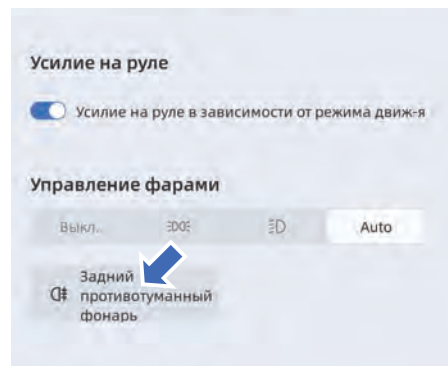 Усилие на руле
Усилие на руле в зависимости от режима движ-я
Управление фарами
Выкл. Auto
Задний
противотуманный
фонарь